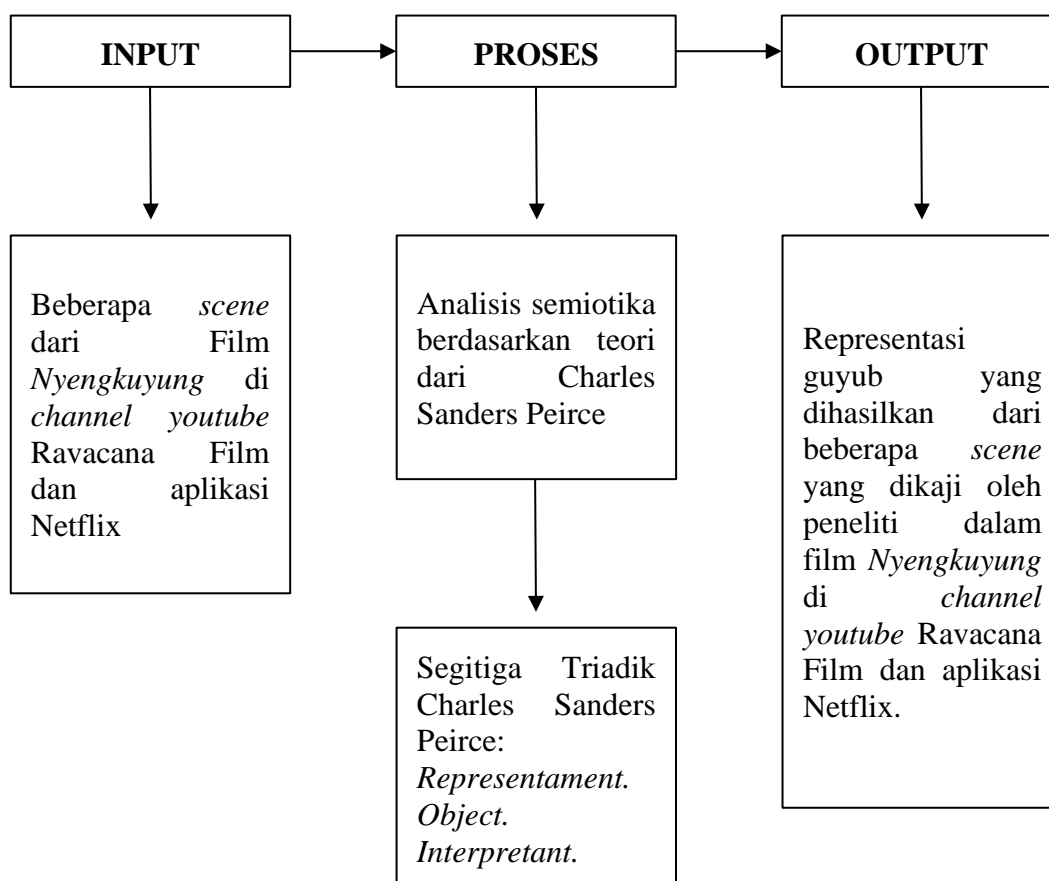 INPUT
PROSES
OUTPUT
Beberapa scene
dari Film
Nyengkuyung di
channel youtube
Ravacana Film
dan aplikasi
Netflix
Analisis semiotika
berdasarkan teori
dari Charles
Sanders Peirce
Segitiga Triadik
Charles Sanders
Peirce:
Representament.
Object.
Interpretant.
Representasi
guyub yang
dihasilkan dari
beberapa scene
yang dikaji oleh
peneliti dalam
film Nyengkuyung
di channel
youtube Ravacana
Film dan aplikasi
Netflix.